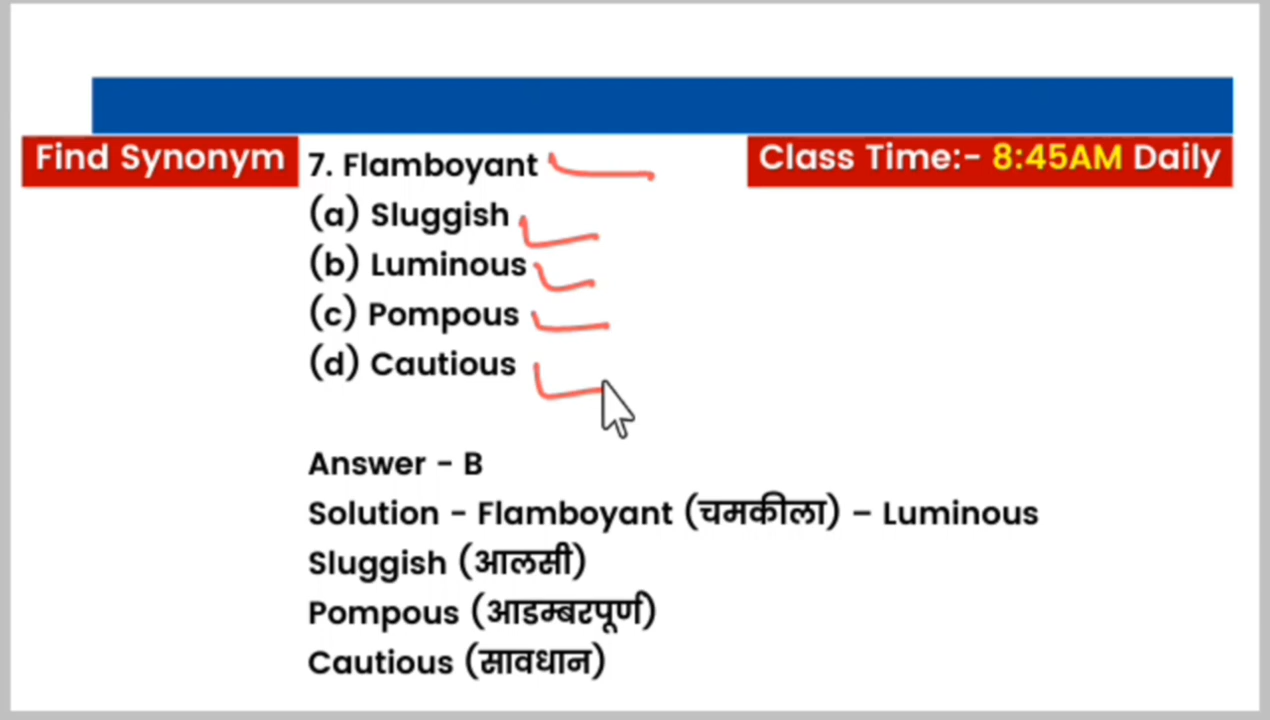 Find Synonym
Class Time:- 8:45AM Daily
7. Flamboyant
(a) Sluggish
(b) Luminous
(c) Pompous
(d) Cautious
Answer - B
Solution - Flamboyant (चमकीला) – Luminous
Sluggish (आलसी)
Pompous (आडम्बरपूर्ण)
Cautious (सावधान)